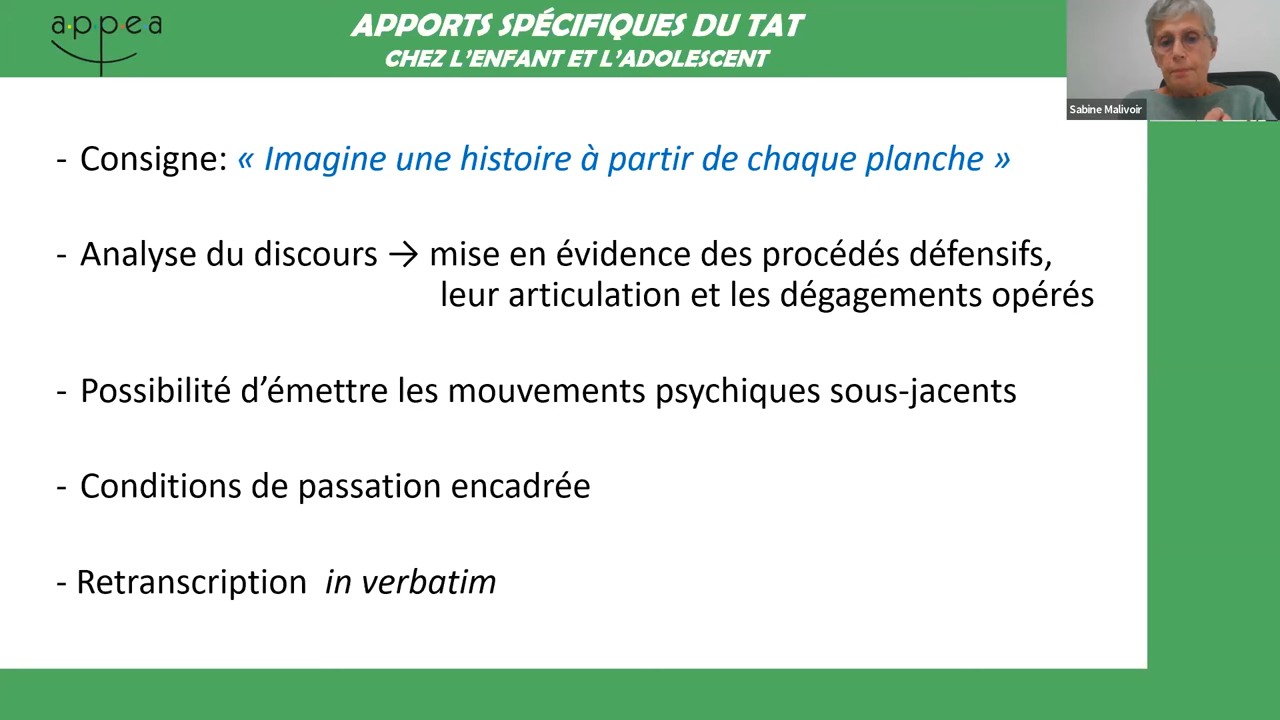 appea
APPORTS SPÉCIFIQUES DU TAT
CHEZ L'ENFANT ET L'ADOLESCENT
Sabine Malivoir
- Consigne: « Imagine une histoire à partir de chaque planche »
- Analyse du discours → mise en évidence des procédés défensifs,
leur articulation et les dégagements opérés
- Possibilité d’émettre les mouvements psychiques sous-jacents
- Conditions de passation encadrée
- Retranscription in verbatim